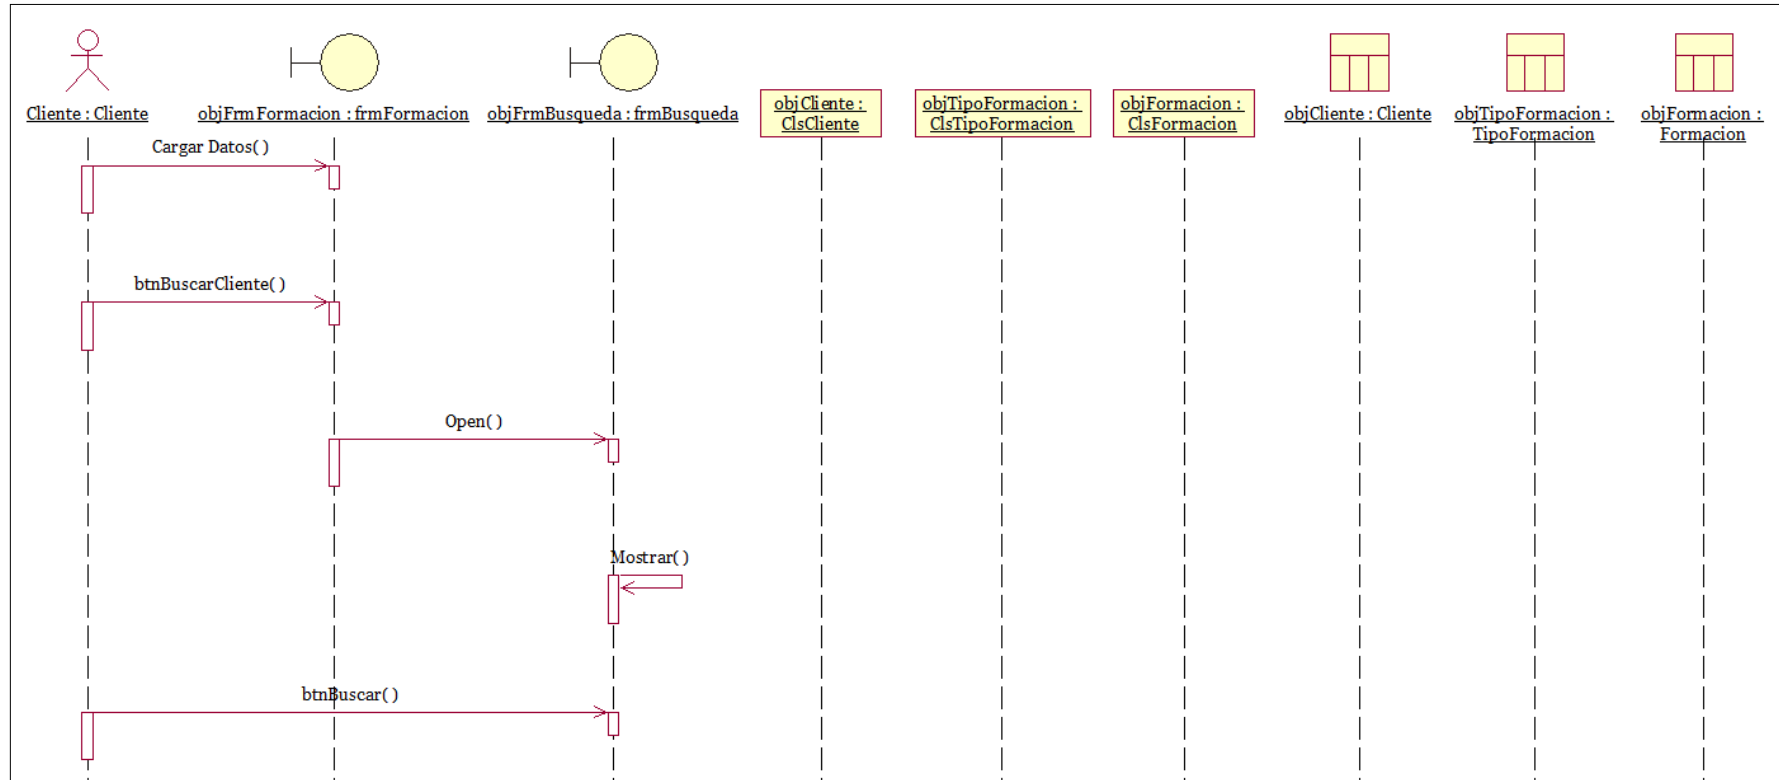 Cliente : Cliente
objFrmFormacion : frmFormacion
objFrmBusqueda : frmBusqueda
objCliente :
ClsCliente
objTipoFormacion :
ClsTipoFormacion
objFormacion :
ClsFormacion
objCliente : Cliente
objTipoFormacion :
TipoFormacion
objFormacion :
Formacion
Cargar Datos( )
btnBuscarCliente( )
Open( )
Mostrar( )
btnBuscar( )